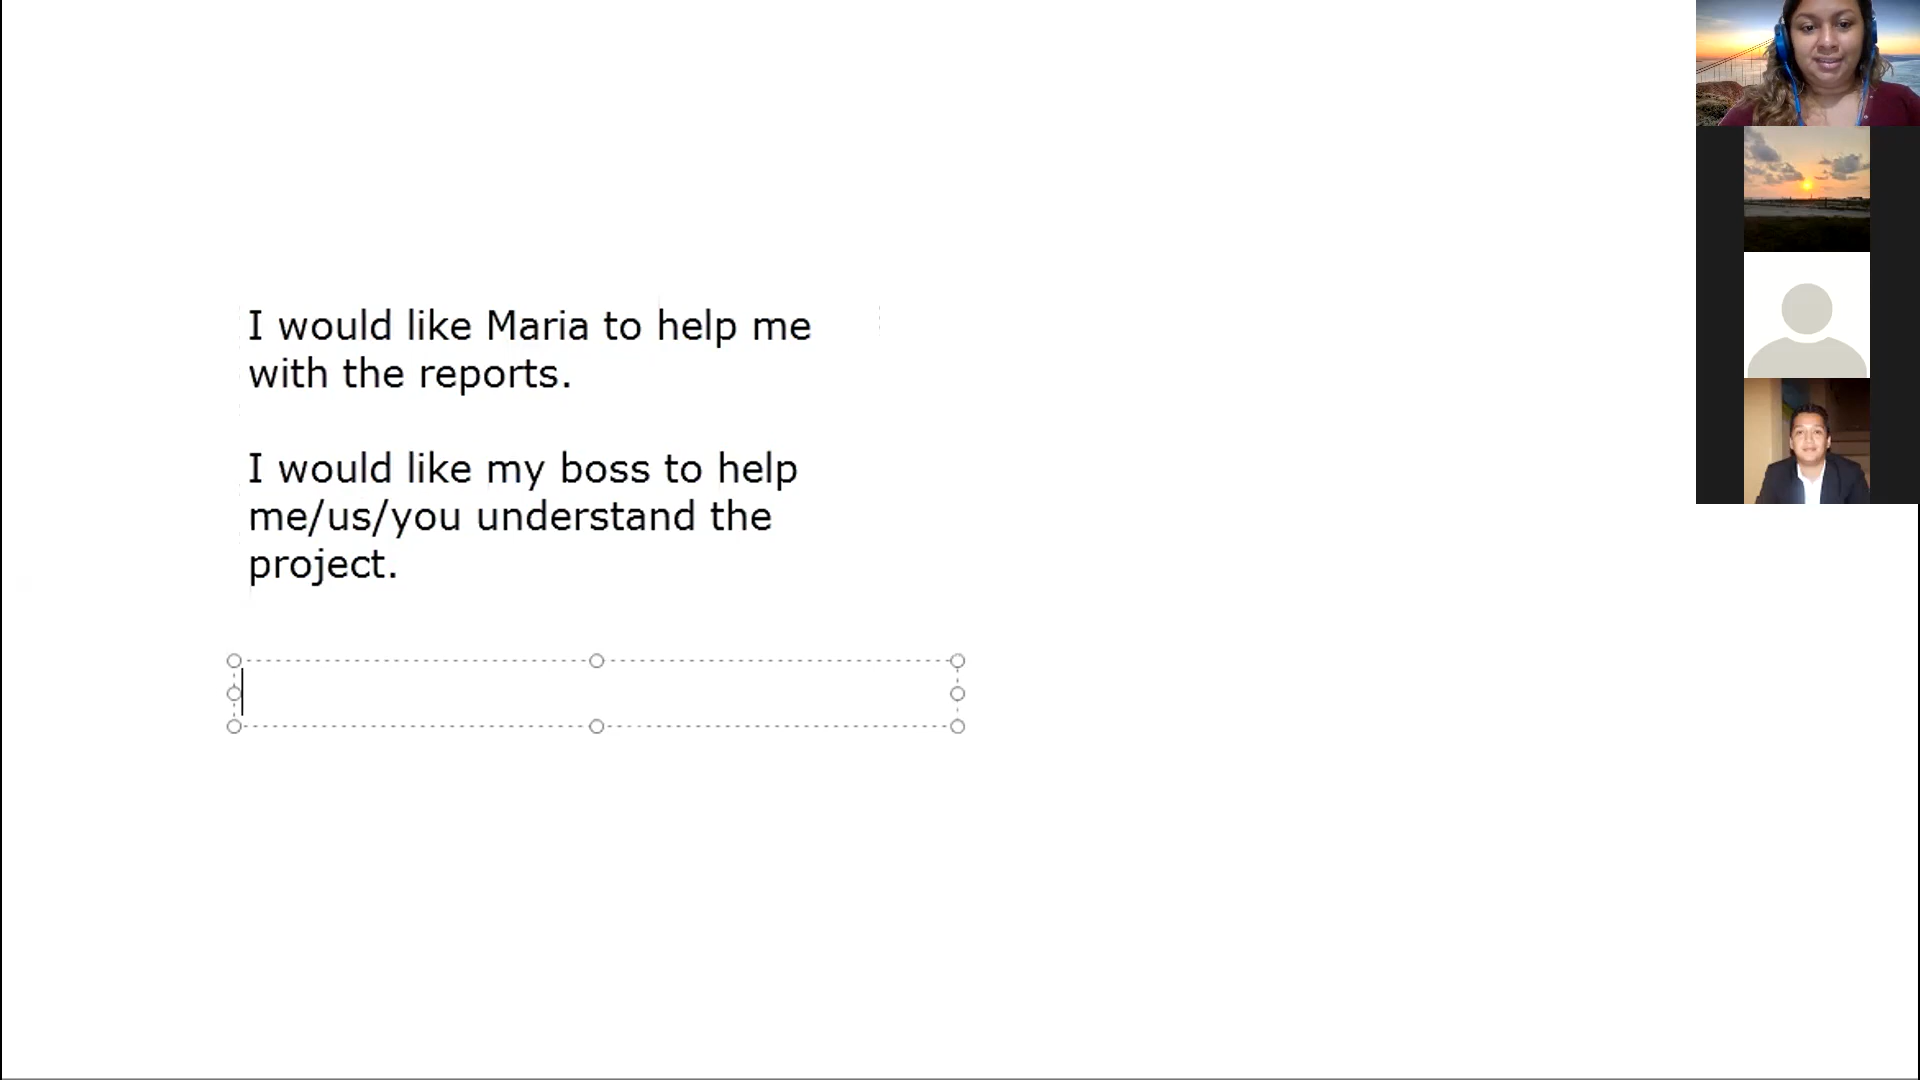 I would like Maria to help me
with the reports.
I would like my boss to help
me/us/you understand the
project.